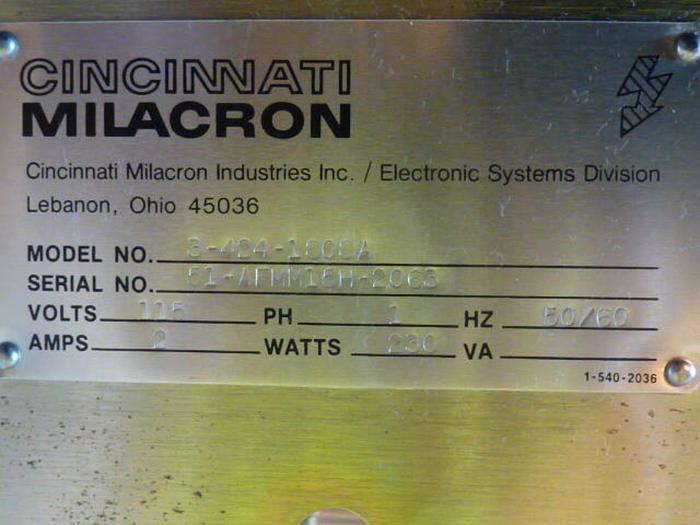 CINCINNATI
MILACRON
Cincinnati Milacron Industries Inc. / Electronic Systems Division
Lebanon, Ohio 45036
MODEL NO.
SERIAL NO.
VOLTS 115 PH 1 HZ 50/60
AMPS 2 WATTS 230 VA
1-540-2036